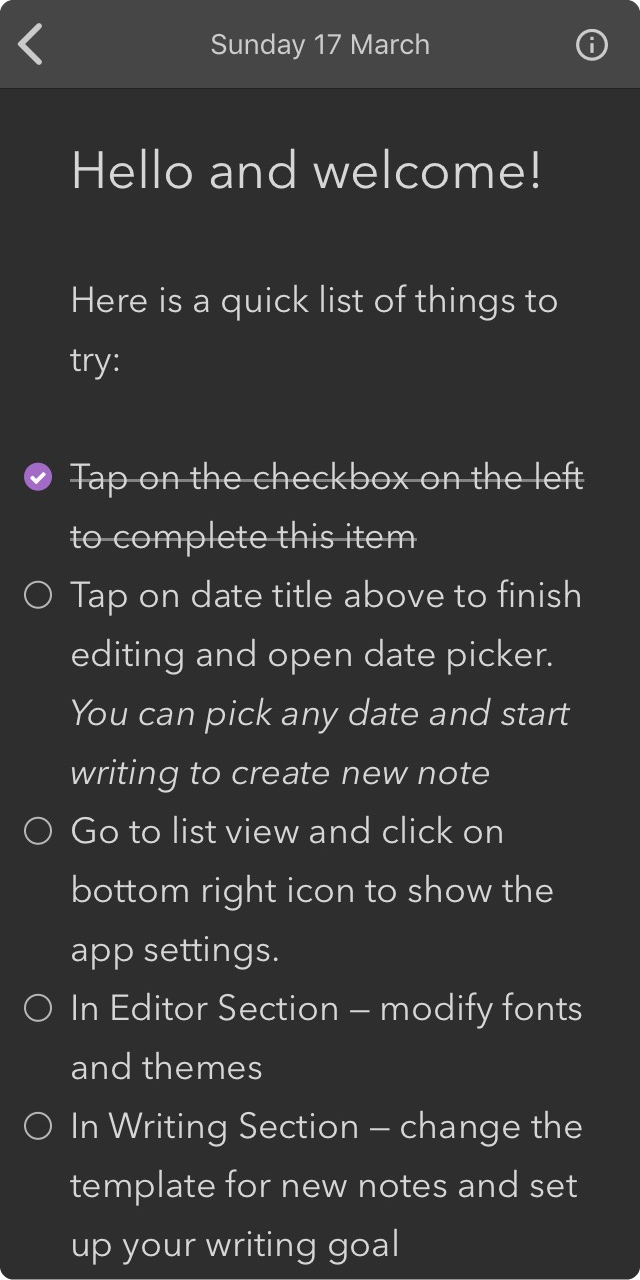 Sunday 17 March
Hello and welcome!
Here is a quick list of things to
try:
Tap on the checkbox on the left
to complete this item
Tap on date title above to finish
editing and open date picker.
You can pick any date and start
writing to create new note
Go to list view and click on
bottom right icon to show the
app settings.
In Editor Section – modify fonts
and themes
In Writing Section – change the
template for new notes and set
up your writing goal